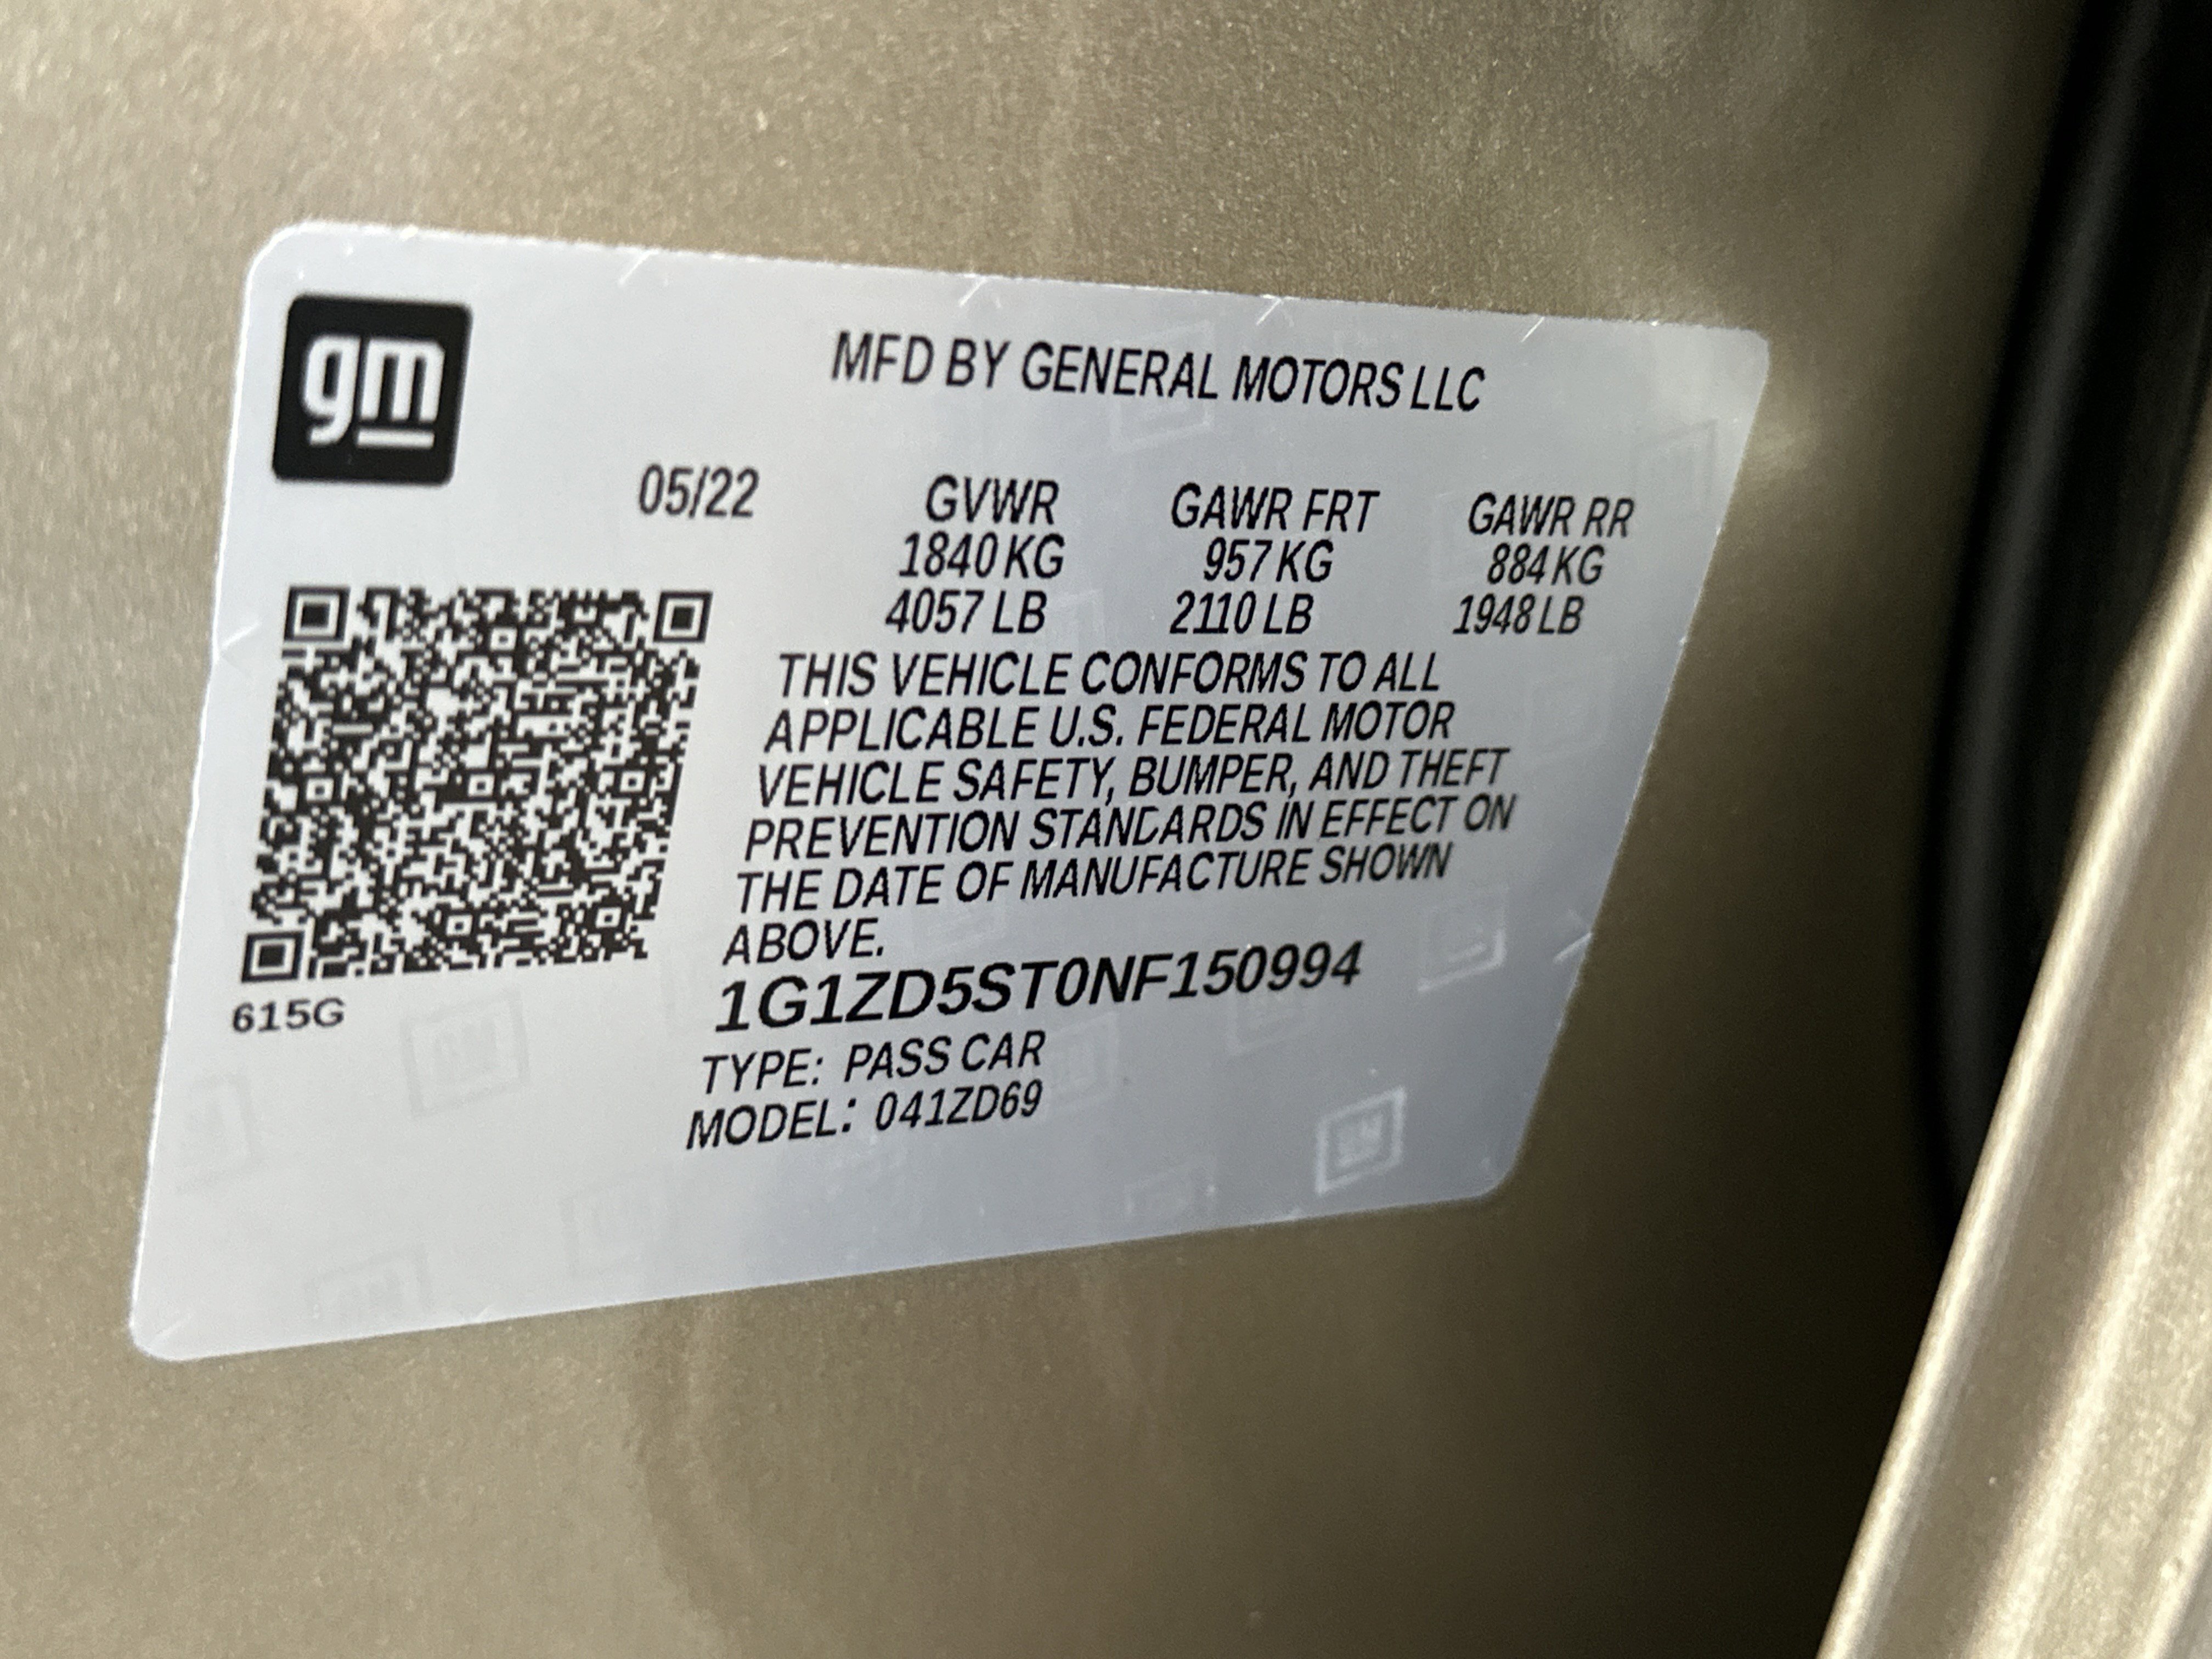 gm
MFD BY GENERAL MOTORS LLC
05/22 GVWR GAWR FRT GAWR RR
1840 KG 957 KG 884 KG
4057 LB 2110 LB 1948 LB
THIS VEHICLE CONFORMS TO ALL
APPLICABLE U.S. FEDERAL MOTOR
VEHICLE SAFETY, BUMPER, AND THEFT
PREVENTION STANDARDS IN EFFECT ON
THE DATE OF MANUFACTURE SHOWN
ABOVE.
1G1ZD5ST0NF150994
615G
TYPE: PASS CAR
MODEL: 041ZD69